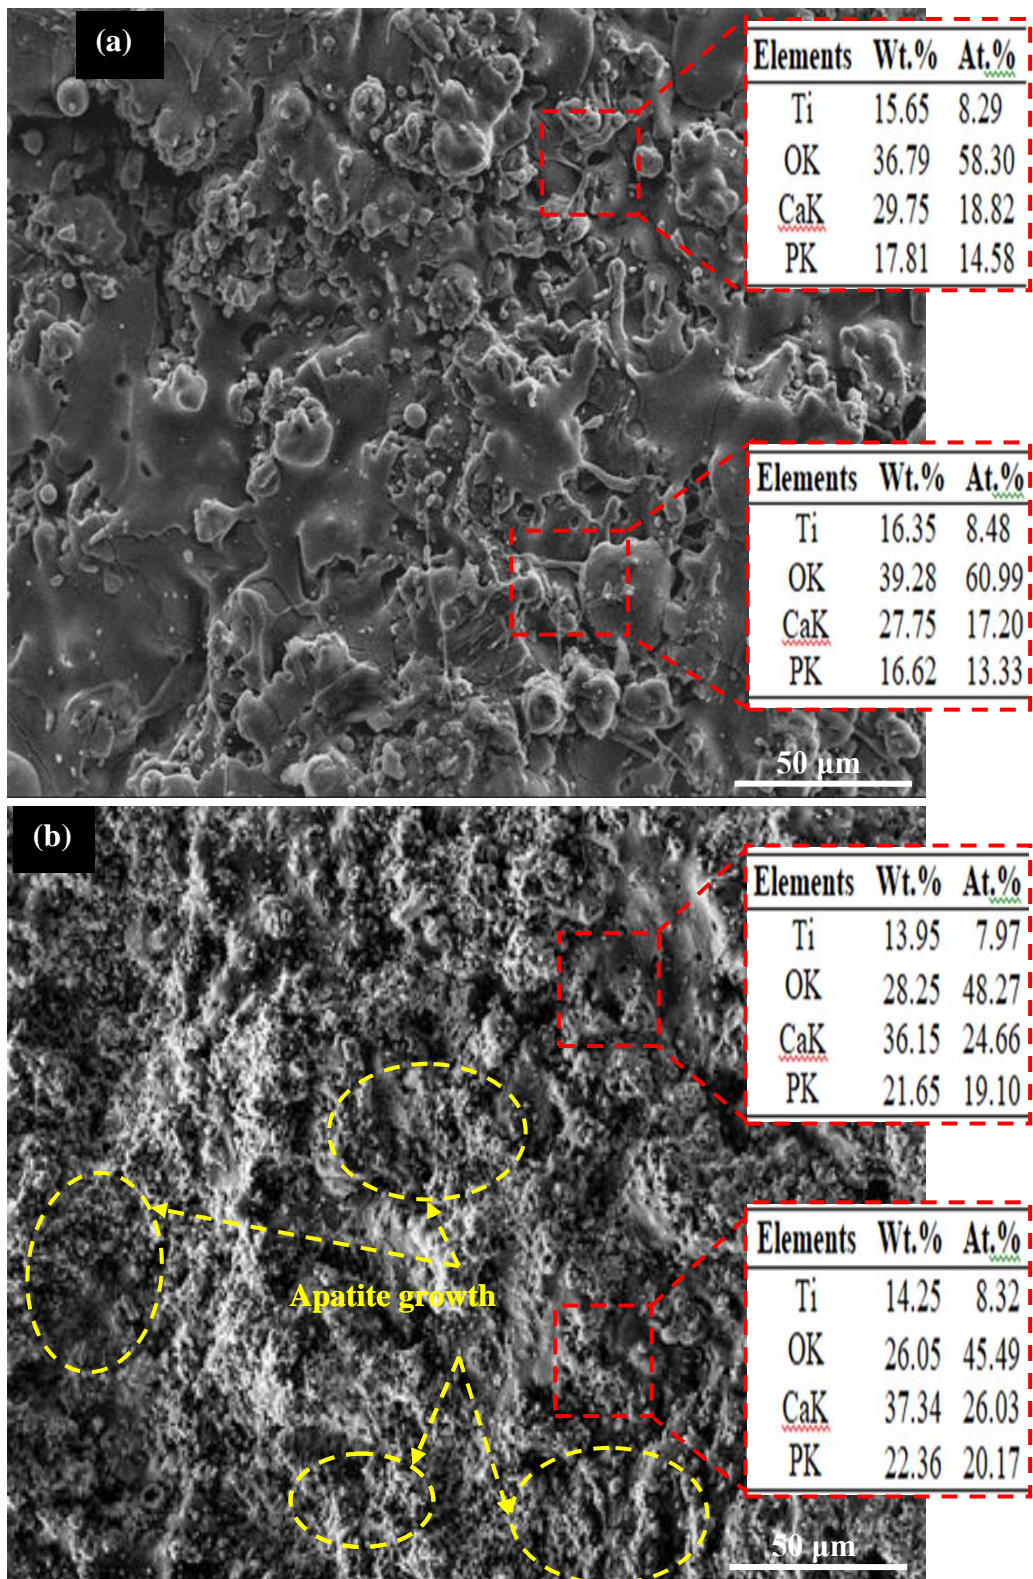 (a)
Elements Wt.% At.%
Ti 15.65 8.29
OK 36.79 58.30
CaK 29.75 18.82
PK 17.81 14.58
Elements Wt.% At.%
Ti 16.35 8.48
OK 39.28 60.99
CaK 27.75 17.20
PK 16.62 13.33
50 μm
(b)
Elements Wt.% At.%
Ti 13.95 7.97
OK 28.25 48.27
CaK 36.15 24.66
PK 21.65 19.10
Apatite growth
Elements Wt.% At.%
Ti 14.25 8.32
OK 26.05 45.49
CaK 37.34 26.03
PK 22.36 20.17
50 μm